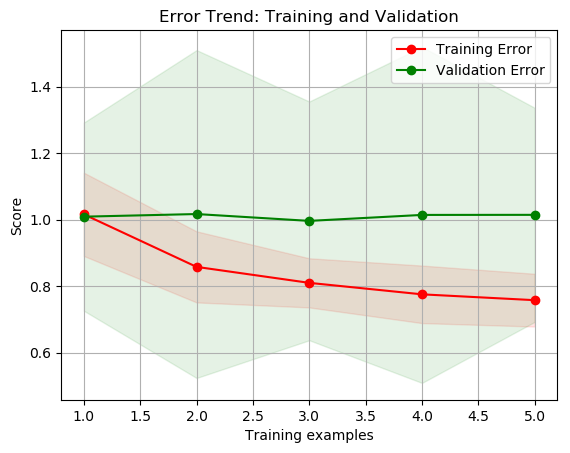 Error Trend: Training and Validation
Training Error
Validation Error
1.4
1.2
1.0
0.8
0.6
Score
1.0 1.5 2.0 2.5 3.0 3.5 4.0 4.5 5.0
Training examples